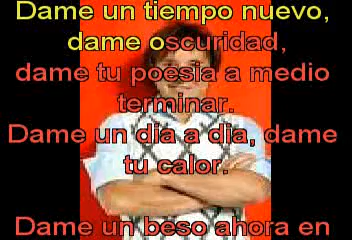 Dame un tiempo nuevo,
dame oscuridad,
dame tu poesia a medio
terminar.
Dame un dia a dia, dame
tu calor.
Dame un beso ahora en